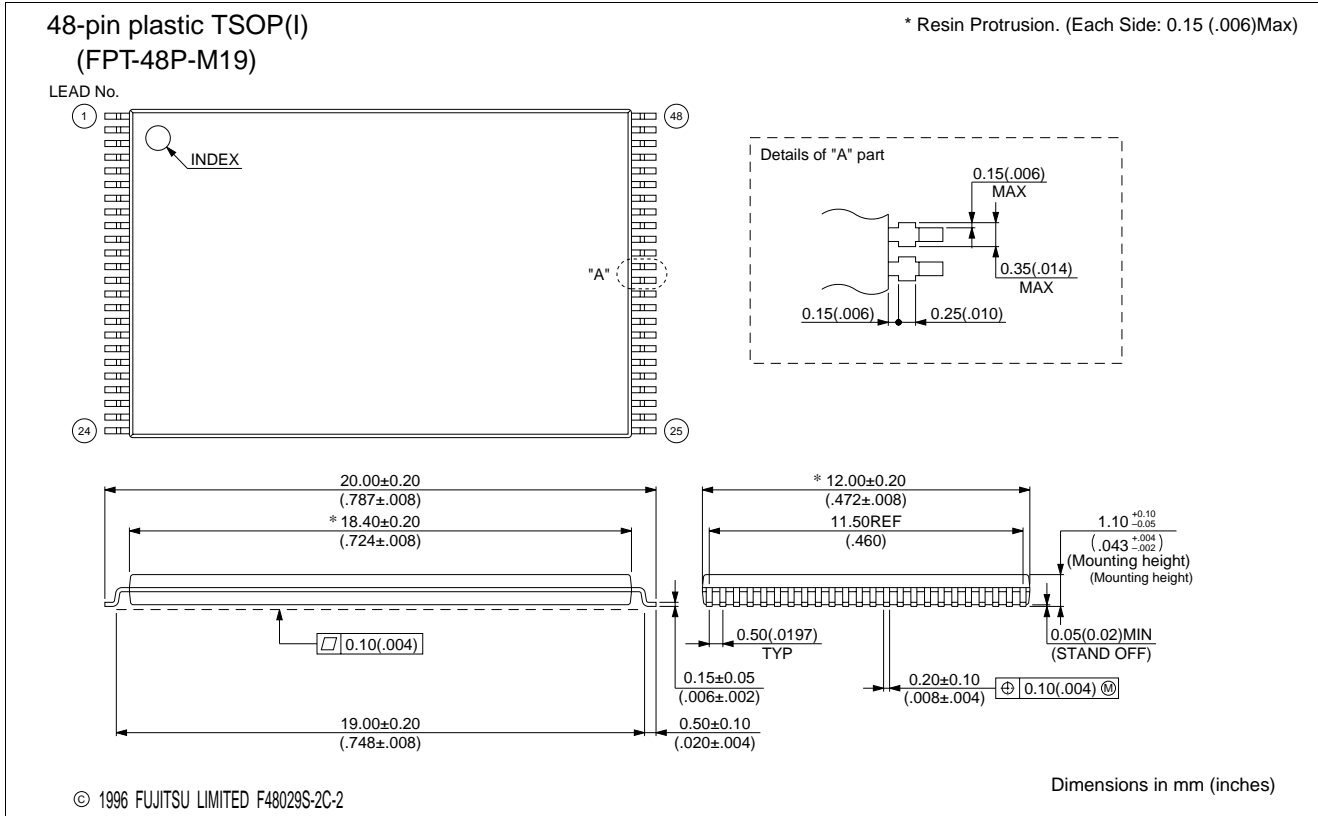 48-pin plastic TSOP(I)
(FPT-48P-M19)
* Resin Protrusion. (Each Side: 0.15 (.006)Max)
LEAD No.
1
48
INDEX
"A"
24
25
Details of "A" part
0.15(.006)
MAX
0.35(.014)
MAX
0.15(.006)
0.25(.010)
20.00±0.20
(.787±.008)
* 18.40±0.20
(.724±.008)
0.10(.004)
0.15±0.05
(.006±.002)
19.00±0.20
(.748±.008)
0.50±0.10
(.020±.004)
* 12.00±0.20
(.472±.008)
11.50REF
(.460)
1.10 +0.10 –0.05
(.043 +.004 –.002)
(Mounting height)
(Mounting height)
0.50(.0197)
TYP
0.05(0.02)MIN
(STAND OFF)
0.20±0.10
(.008±.004)
⌖ 0.10(.004) Ⓜ
© 1996 FUJITSU LIMITED F48029S-2C-2
Dimensions in mm (inches)